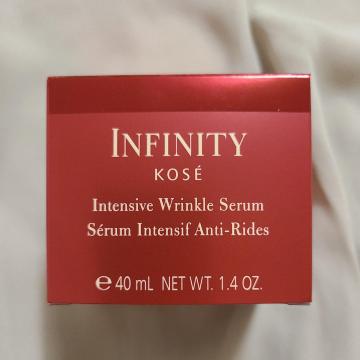 INFINITY
KOSÉ
Intensive Wrinkle Serum
Sérum Intensif Anti-Rides
℮ 40 mL NET WT. 1.4 OZ.